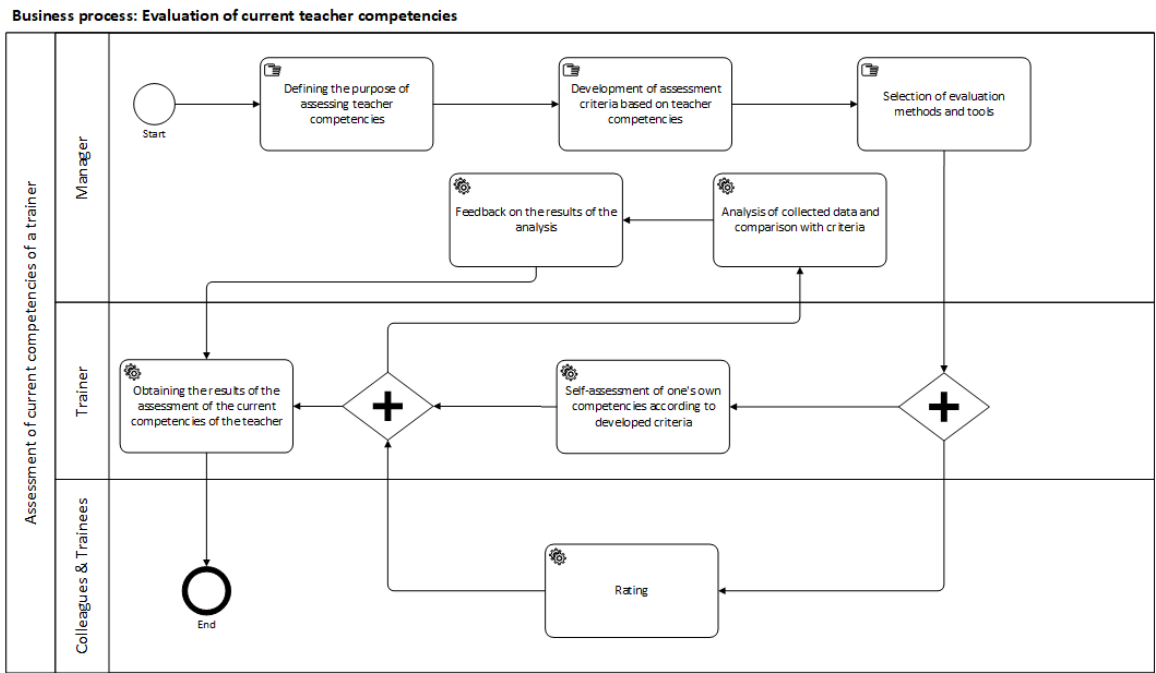 Business process: Evaluation of current teacher competencies
Assessment of current competencies of a trainer
Manager
Start
Defining the purpose of
assessing teacher
competencies
Development of assessment
criteria based on teacher
competencies
Selection of evaluation
methods and tools
Feedback on the results of the
analysis
Analysis of collected data and
comparison with criteria
Trainer
Obtaining the results of the
assessment of the current
competencies of the teacher
Self-assessment of one's own
competencies according to
developed criteria
Colleagues & Trainees
Rating
End